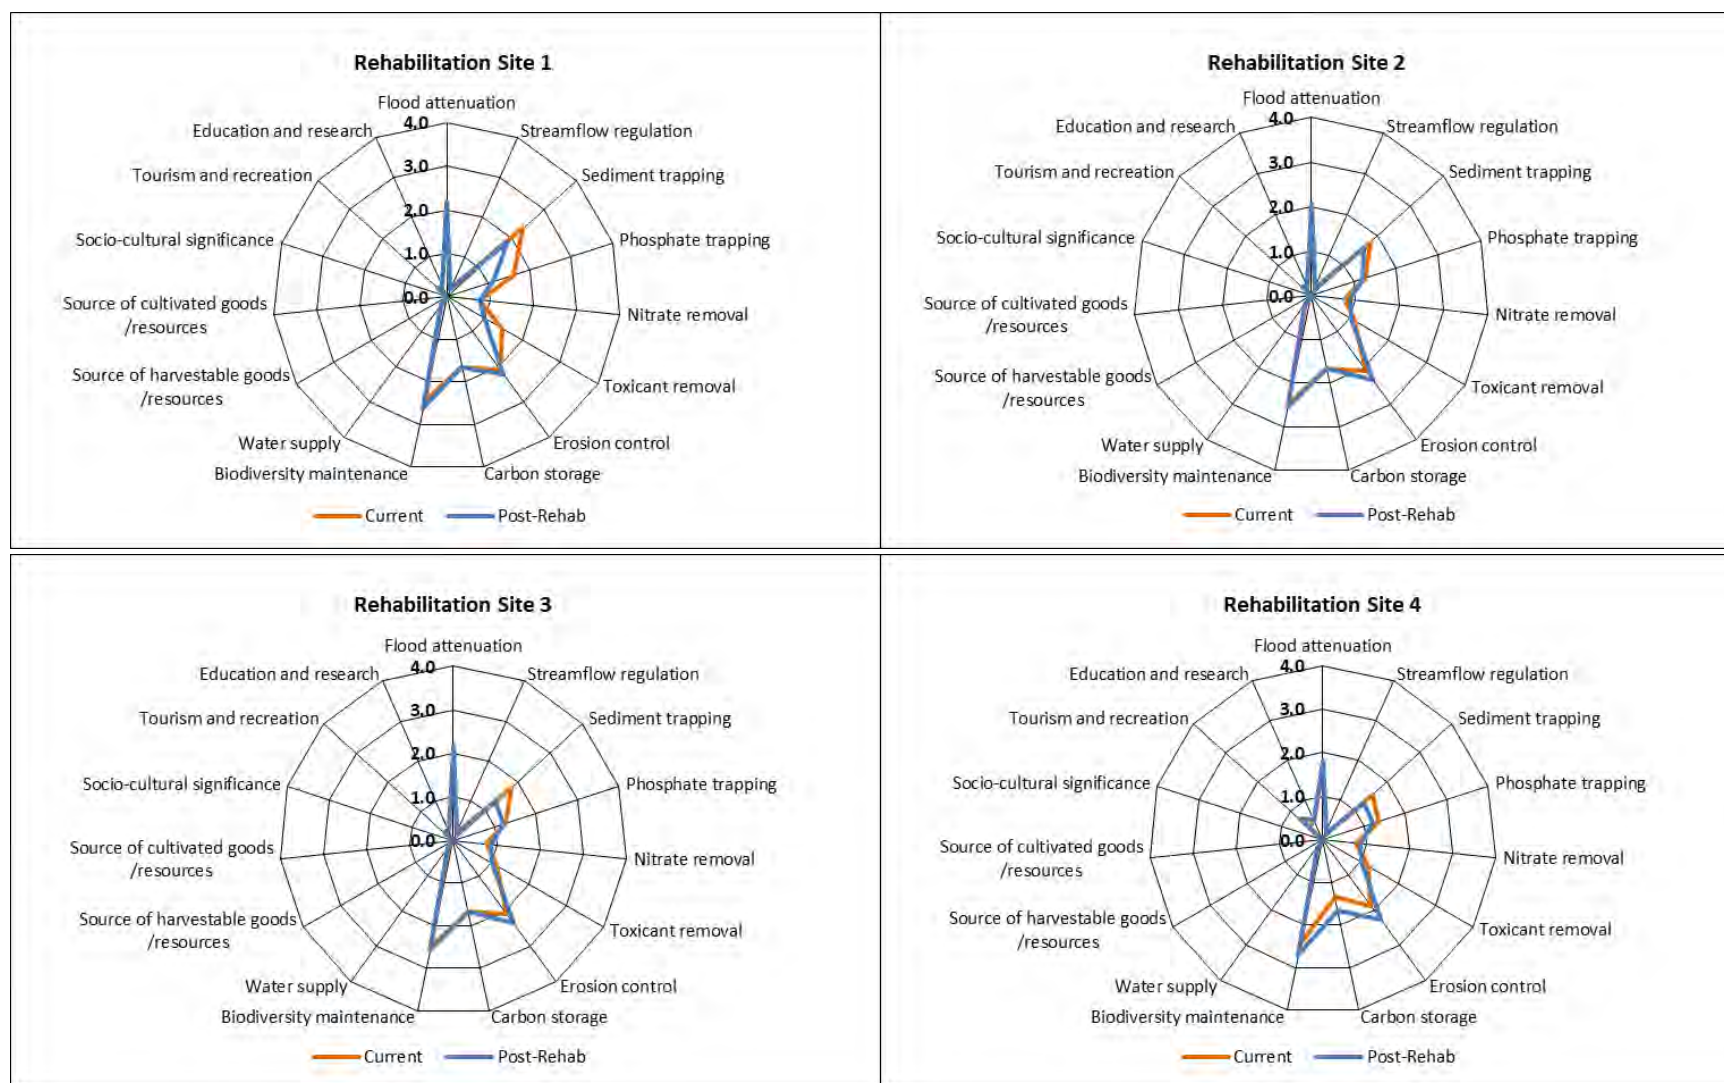 Rehabilitation Site 1
Flood attenuation
4.0
Education and research
Streamflow regulation
3.0
Tourism and recreation
Sediment trapping
2.0
Socio-cultural significance
Phosphate trapping
1.0
Source of cultivated goods
/resources
0.0
Nitrate removal
Source of harvestable goods
/resources
Toxicant removal
Water supply
Erosion control
Biodiversity maintenance
Carbon storage
Current
Post-Rehab
Rehabilitation Site 2
Flood attenuation
4.0
Education and research
Streamflow regulation
3.0
Tourism and recreation
Sediment trapping
2.0
Socio-cultural significance
Phosphate trapping
1.0
Source of cultivated goods
/resources
0.0
Nitrate removal
Source of harvestable goods
/resources
Toxicant removal
Water supply
Erosion control
Biodiversity maintenance
Carbon storage
Current
Post-Rehab
Rehabilitation Site 3
Flood attenuation
4.0
Education and research
Streamflow regulation
3.0
Tourism and recreation
Sediment trapping
2.0
Socio-cultural significance
Phosphate trapping
1.0
Source of cultivated goods
/resources
0.0
Nitrate removal
Source of harvestable goods
/resources
Toxicant removal
Water supply
Erosion control
Biodiversity maintenance
Carbon storage
Current
Post-Rehab
Rehabilitation Site 4
Flood attenuation
4.0
Education and research
Streamflow regulation
3.0
Tourism and recreation
Sediment trapping
2.0
Socio-cultural significance
Phosphate trapping
1.0
Source of cultivated goods
/resources
0.0
Nitrate removal
Source of harvestable goods
/resources
Toxicant removal
Water supply
Erosion control
Biodiversity maintenance
Carbon storage
Current
Post-Rehab